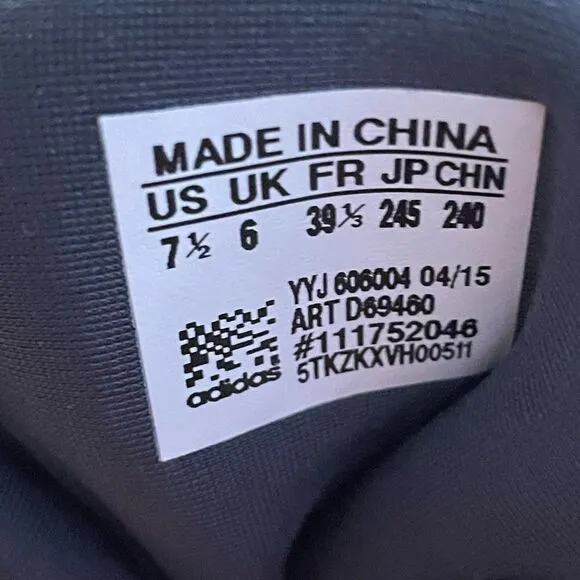 MADE IN CHINA
US UK FR JP CHN
7½ 6 39⅓ 245 240
YYJ 606004 04/15
ART D69460
#111752046
5TKZKXVH00511
adidas